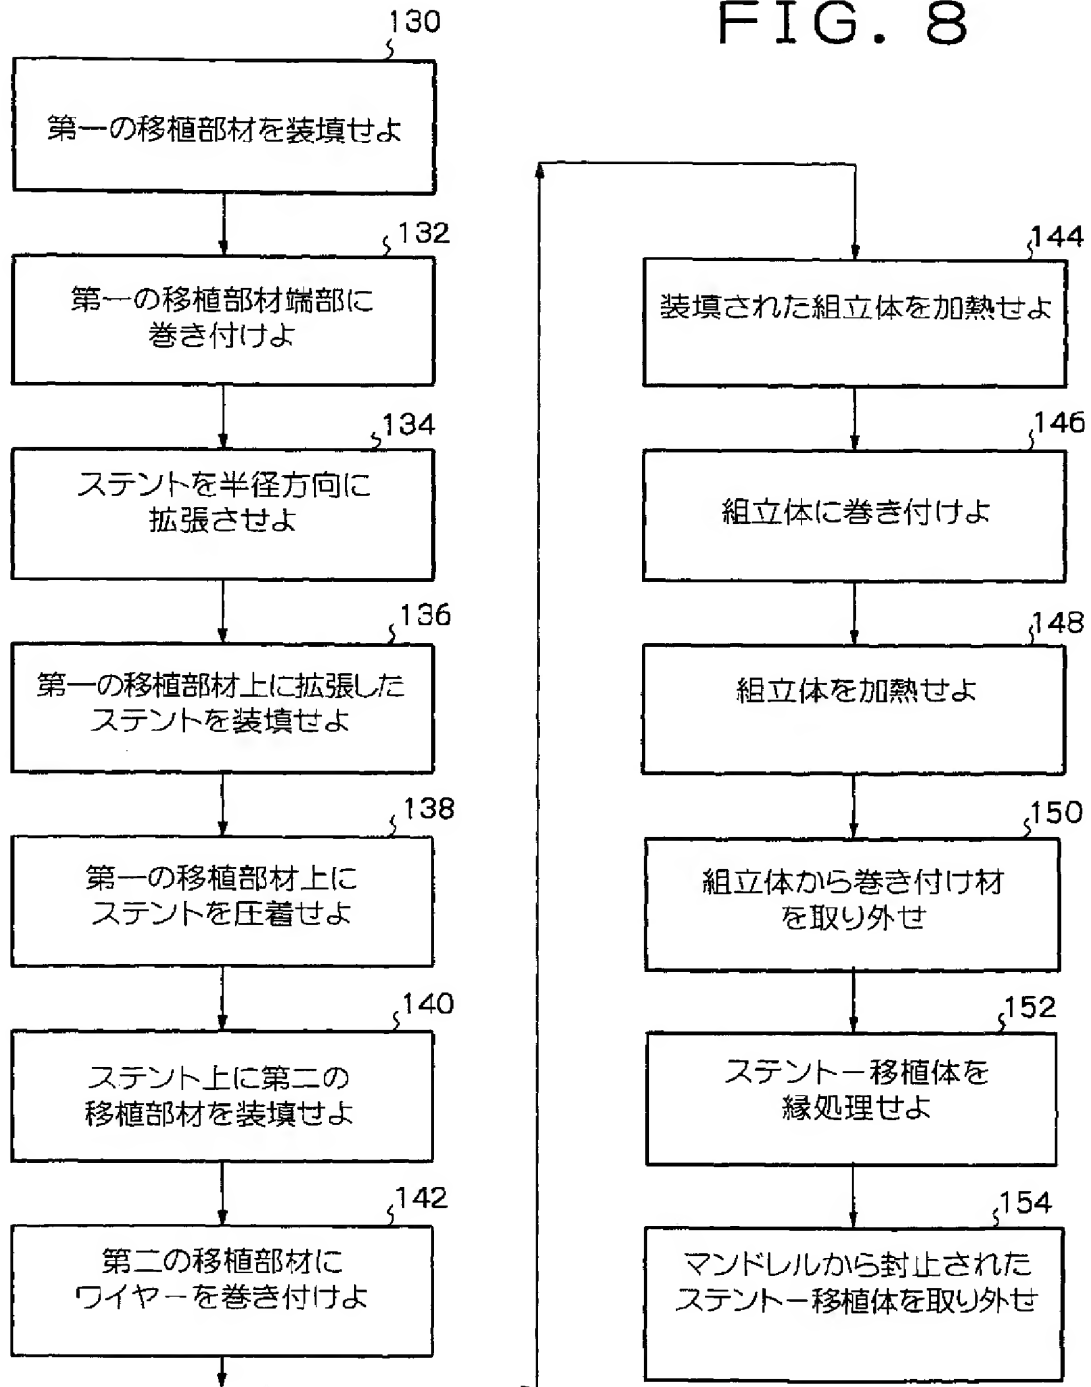 FIG. 8
130
第一の移植部材を装填せよ
132
第一の移植部材端部に
巻き付けよ
134
ステントを半径方向に
拡張させよ
136
第一の移植部材上に拡張した
ステントを装填せよ
138
第一の移植部材上に
ステントを圧着せよ
140
ステント上に第二の
移植部材を装填せよ
142
第二の移植部材に
ワイヤーを巻き付けよ
144
装填された組立体を加熱せよ
146
組立体に巻き付けよ
148
組立体を加熱せよ
150
組立体から巻き付け材
を取り外せ
152
ステントー移植体を
縁処理せよ
154
マンドレルから封止された
ステントー移植体を取り外せ